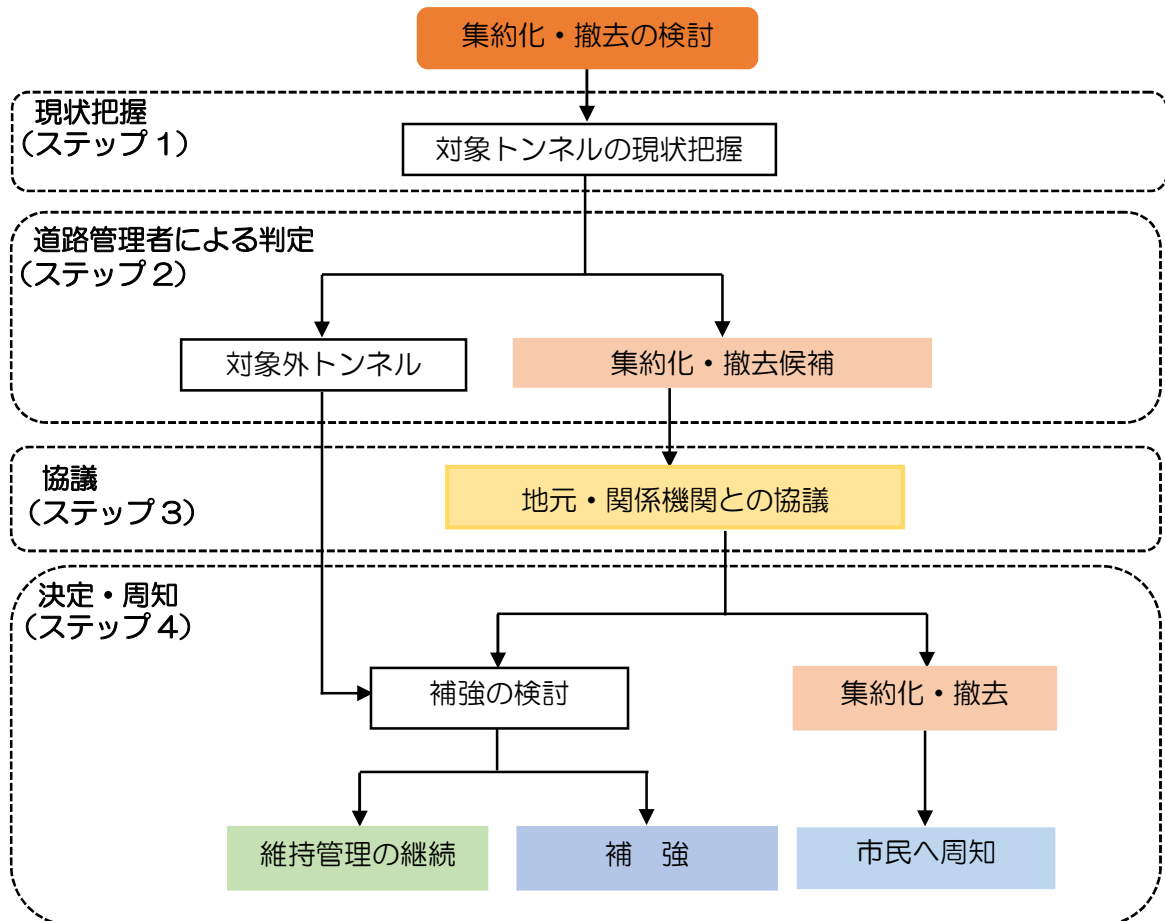 集約化・撤去の検討
現状把握
(ステップ1)
対象トンネルの現状把握
道路管理者による判定
(ステップ2)
対象外トンネル
集約化・撤去候補
協議
(ステップ3)
地元・関係機関との協議
決定・周知
(ステップ4)
補強の検討
集約化・撤去
維持管理の継続
補　強
市民へ周知